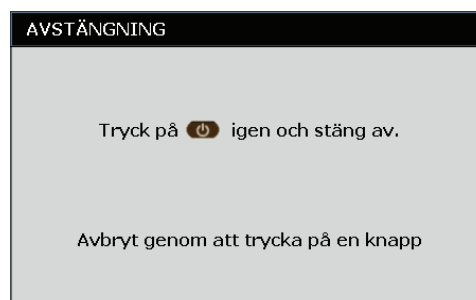 AVSTÄNGNING
Tryck på igen och stäng av.
Avbryt genom att trycka på en knapp